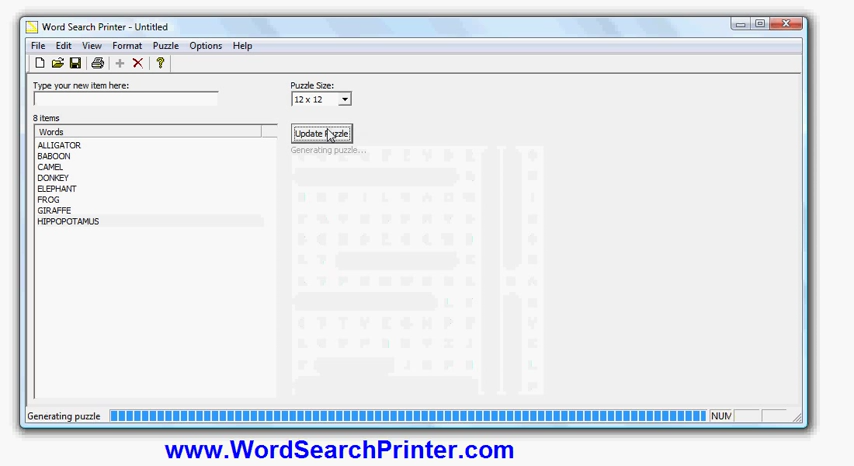 Word Search Printer - Untitled
File Edit View Format Puzzle Options Help
Type your new item here:
Puzzle Size:
12 x 12
8 items
Update Puzzle
Words
Generating puzzle...
ALLIGATOR
BABOON
CAMEL
DONKEY
ELEPHANT
FROG
GIRAFFE
HIPPOPOTAMUS
Generating puzzle
NUM
www.WordSearchPrinter.com